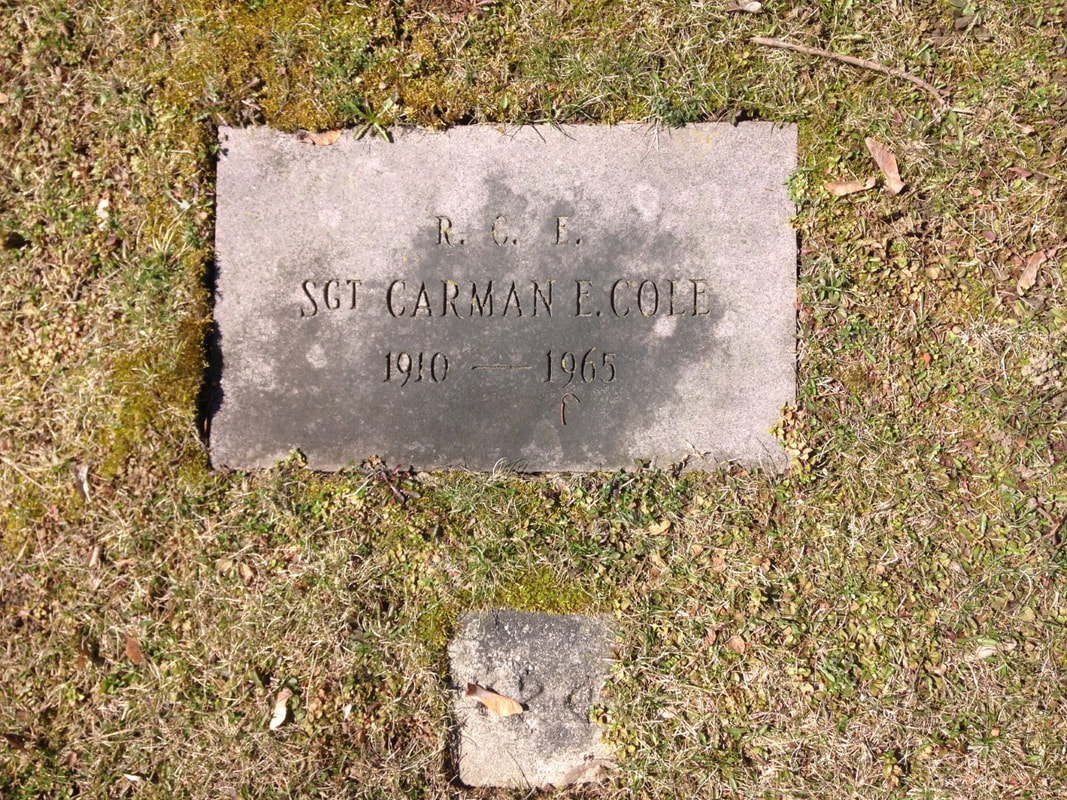 R. C. E.
SGT CARMAN E. COLE
1910 — 1965